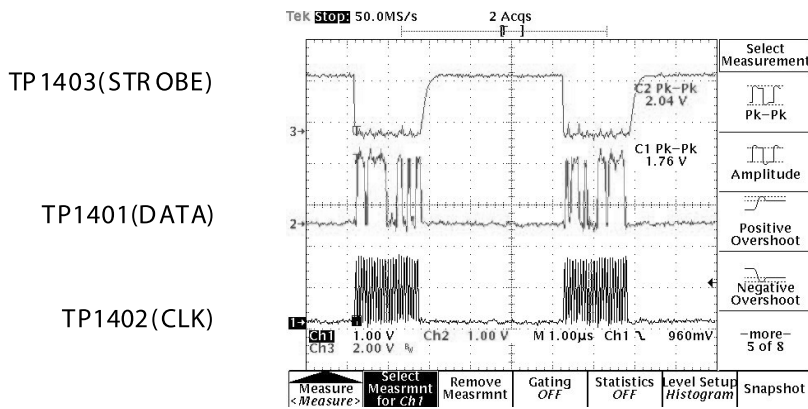 Tek Stop: 50.0MS/s 2 Acqs
T
Select
Measurement
TP1403(STROBE)
C2 Pk-Pk
2.04 V
Pk-Pk
3
C1 Pk-Pk
1.76 V
Amplitude
TP1401(DATA)
2
Positive
Overshoot
Negative
Overshoot
TP1402(CLK)
1
Ch1 1.00 V Ch2 1.00 V M 1.00µs Ch1 960mV
Ch3 2.00 V BW
-more-
5 of 8
Measure
<Measure>
Select
Measrmnt
for Ch1
Remove
Measrmnt
Gating
OFF
Statistics
OFF
Level Setup
Histogram
Snapshot